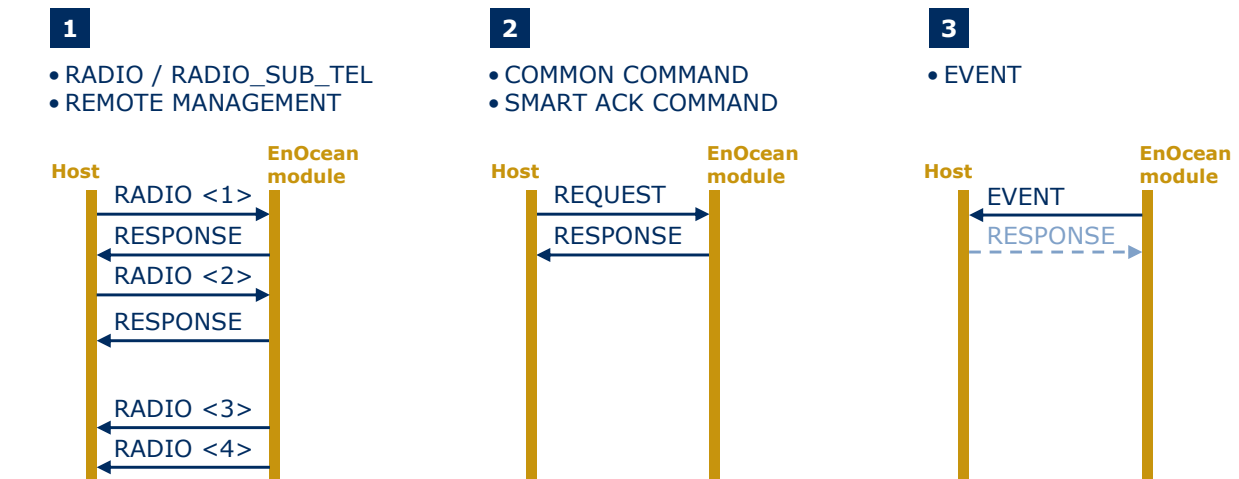 1
• RADIO / RADIO_SUB_TEL
• REMOTE MANAGEMENT
Host
EnOcean
module
RADIO <1>
RESPONSE
RADIO <2>
RESPONSE
RADIO <3>
RADIO <4>
2
• COMMON COMMAND
• SMART ACK COMMAND
Host
EnOcean
module
REQUEST
RESPONSE
3
• EVENT
Host
EnOcean
module
EVENT
RESPONSE